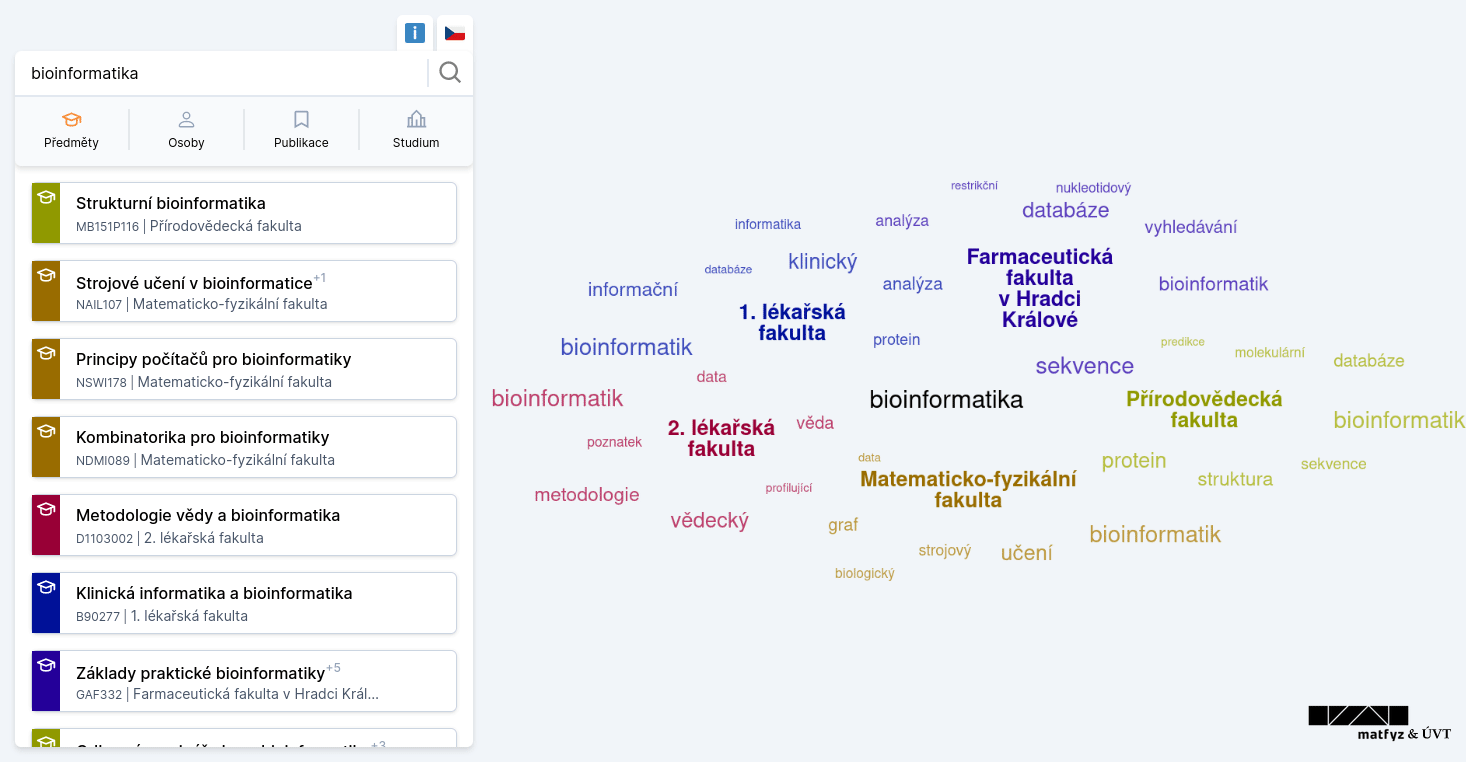 bioinformatika
Předměty
Osoby
Publikace
Studium
Strukturní bioinformatika
MB151P116 | Přírodovědecká fakulta
Strojové učení v bioinformatice+1
NAIL107 | Matematicko-fyzikální fakulta
Principy počítačů pro bioinformatiky
NSWI178 | Matematicko-fyzikální fakulta
Kombinatorika pro bioinformatiky
NDMI089 | Matematicko-fyzikální fakulta
Metodologie vědy a bioinformatika
D1103002 | 2. lékařská fakulta
Klinická informatika a bioinformatika
B90277 | 1. lékařská fakulta
Základy praktické bioinformatiky+5
GAF332 | Farmaceutická fakulta v Hradci Král...
+3
restrikční
nukleotidový
databáze
informatika
analýza
vyhledávání
klinický
databáze
Farmaceutická
fakulta
v Hradci
Králové
informační
analýza
bioinformatik
1. lékařská
fakulta
protein
bioinformatik
predikce
molekulární
databáze
sekvence
data
bioinformatik
bioinformatika
Přírodovědecká
fakulta
bioinformatik
2. lékařská
fakulta
věda
poznatek
data
protein
sekvence
Matematicko-fyzikální
fakulta
struktura
metodologie
profilující
vědecký
graf
bioinformatik
strojový
učení
biologický
matfyz & ÚVT